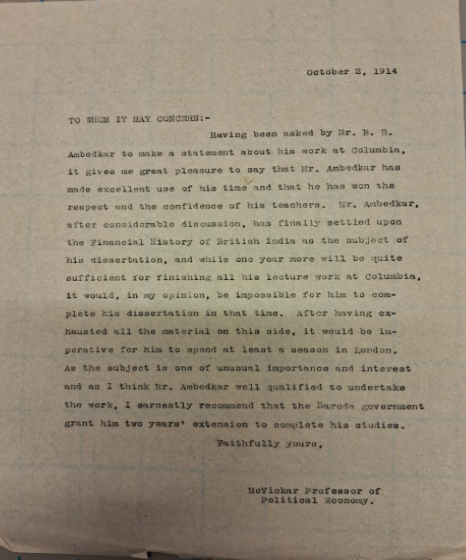 October 2, 1914
TO WHOM IT MAY CONCERN:-
Having been asked by Mr. B. R.
Ambedkar to make a statement about his work at Columbia,
it gives me great pleasure to say that Mr. Ambedkar has
made excellent use of his time and that he has won the
respect and the confidence of his teachers. Mr. Ambedkar,
after considerable discussion, has finally settled upon
the Financial History of British India as the subject of
his dissertation, and while one year more will be quite
sufficient for finishing all his lecture work at Columbia,
it would, in my opinion, be impossible for him to com-
plete his dissertation in that time. After having ex-
hausted all the material on this side, it would be im-
perative for him to spend at least a season in London.
As the subject is one of unusual importance and interest
and as I think Mr. Ambedkar well qualified to undertake
the work, I earnestly recommend that the Baroda government
grant him two years' extension to complete his studies.
Faithfully yours,
McVickar Professor of
Political Economy.